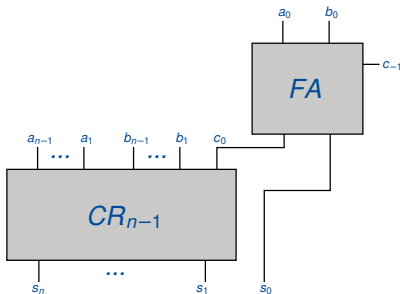 a₀ b₀
c₋₁
FA
aₙ₋₁ ... a₁ bₙ₋₁ ... b₁ c₀
CRₙ₋₁
...
sₙ s₁ s₀